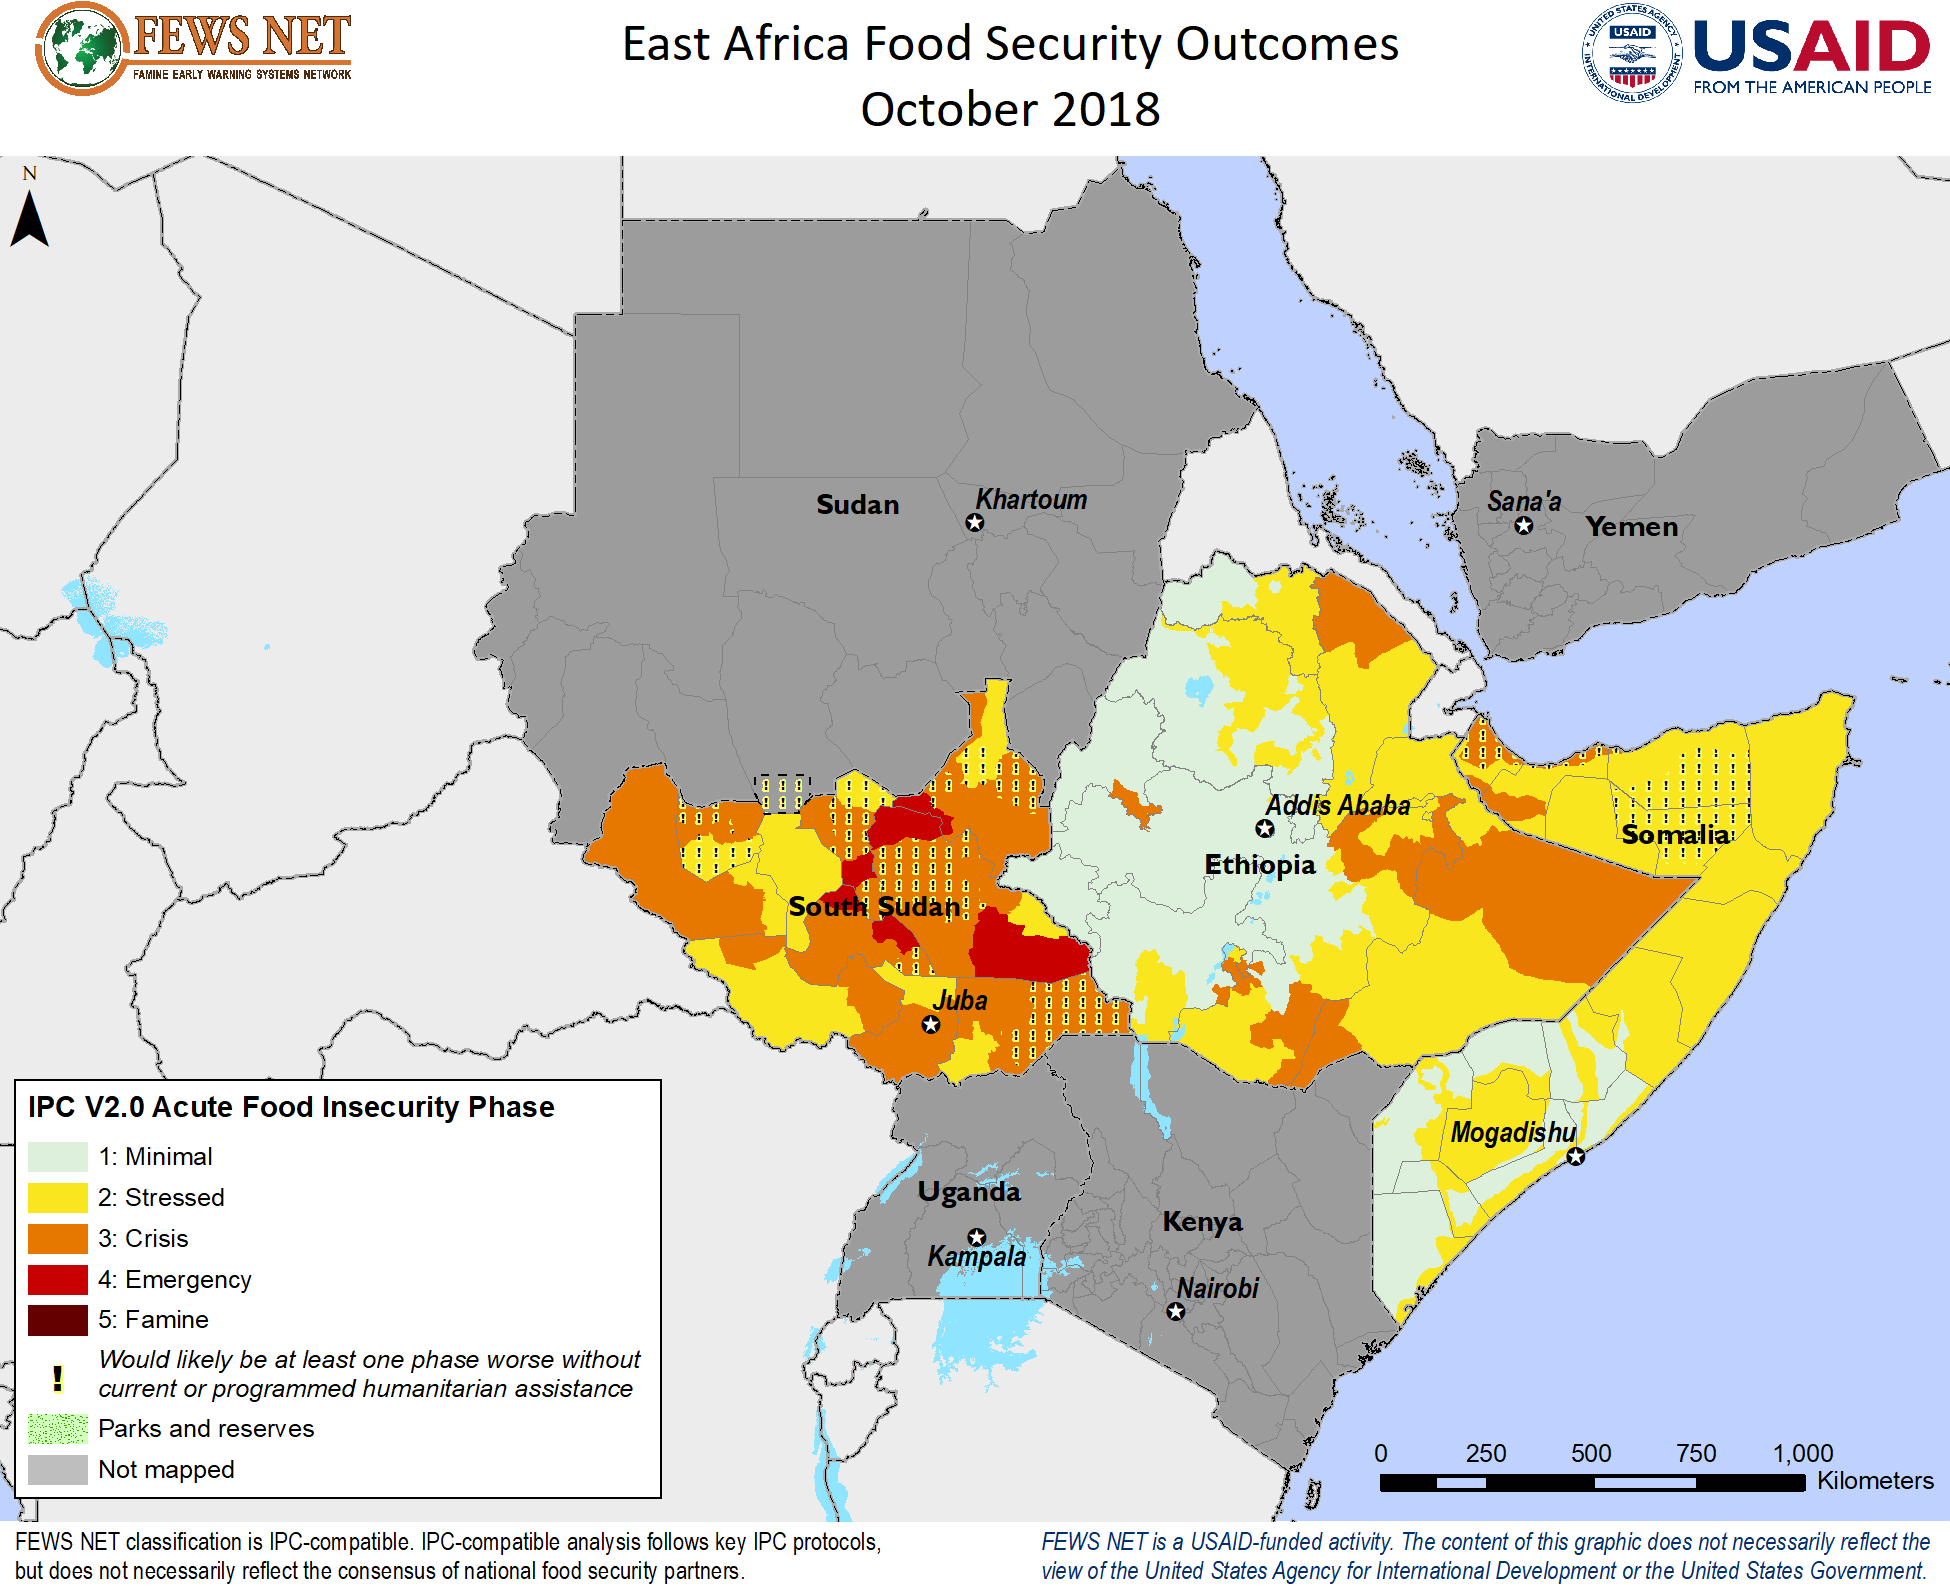 FEWS NET
FAMINE EARLY WARNING SYSTEMS NETWORK
East Africa Food Security Outcomes
October 2018
UNITED STATES AGENCY
USAID
INTERNATIONAL DEVELOPMENT
USAID
FROM THE AMERICAN PEOPLE
N
Sudan
Khartoum
Sana'a
Yemen
Addis Ababa
Somalia
Ethiopia
South Sudan
Juba
Mogadishu
Uganda
Kampala
Kenya
Nairobi
IPC V2.0 Acute Food Insecurity Phase
1: Minimal
2: Stressed
3: Crisis
4: Emergency
5: Famine
! Would likely be at least one phase worse without
current or programmed humanitarian assistance
Parks and reserves
Not mapped
0 250 500 750 1,000
Kilometers
FEWS NET classification is IPC-compatible. IPC-compatible analysis follows key IPC protocols,
but does not necessarily reflect the consensus of national food security partners.
FEWS NET is a USAID-funded activity. The content of this graphic does not necessarily reflect the
view of the United States Agency for International Development or the United States Government.